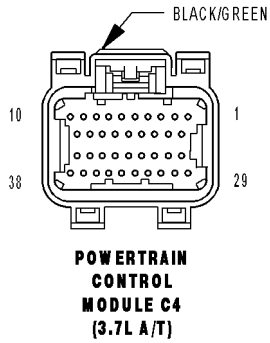 BLACK/GREEN
10 1
38 29
POWERTRAIN
CONTROL
MODULE C4
(3.7L A/T)